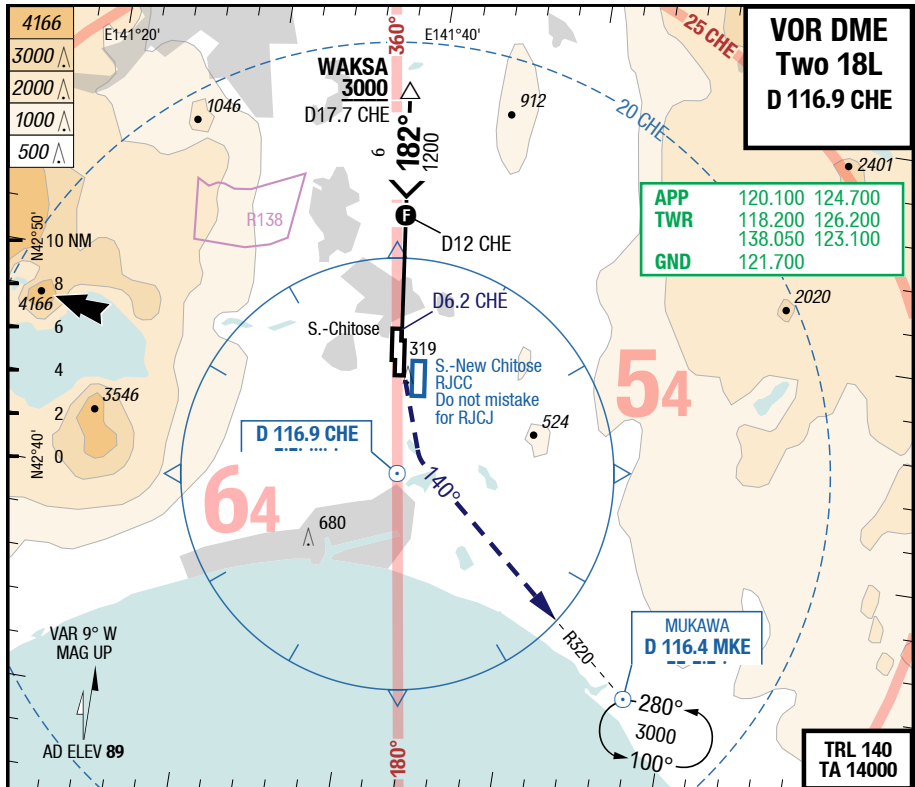 4166
3000
2000
1000
500
E141°20'
E141°40'
360°
25 CHE
VOR DME
Two 18L
D 116.9 CHE
WAKSA
3000
D17.7 CHE
1046
912
20 CHE
2401
6
182°
1200
APP 120.100 124.700
TWR 118.200 126.200
138.050 123.100
GND 121.700
R138
F
D12 CHE
N42°50'
10 NM
8
4166
6
4
2
0
N42°40'
D6.2 CHE
2020
S.-Chitose
319
S.-New Chitose
RJCC
Do not mistake
for RJCJ
54
3546
524
D 116.9 CHE
140°
64
680
VAR 9° W
MAG UP
AD ELEV 89
R320
MUKAWA
D 116.4 MKE
280°
3000
100°
180°
TRL 140
TA 14000